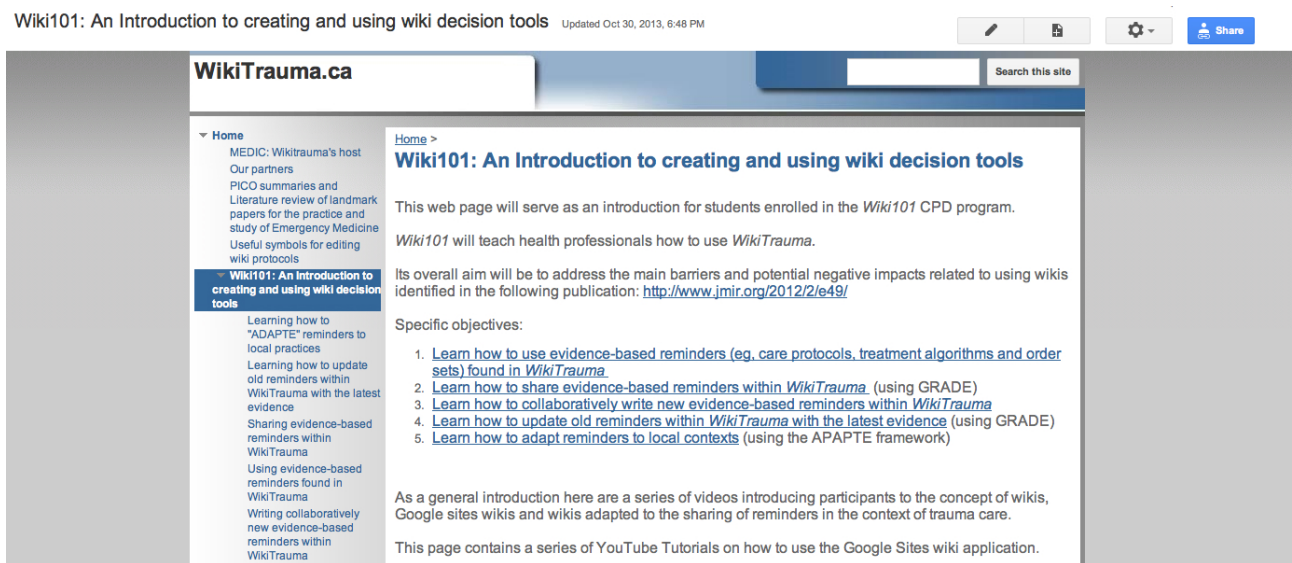 Wiki101: An Introduction to creating and using wiki decision tools Updated Oct 30, 2013, 6:48 PM
Share
WikiTrauma.ca
Search this site
Home
MEDIC: Wikitrauma's host
Our partners
PICO summaries and
Literature review of landmark
papers for the practice and
study of Emergency Medicine
Useful symbols for editing
wiki protocols
Wiki101: An Introduction to
creating and using wiki decision
tools
Learning how to
"ADAPTE" reminders to
local practices
Learning how to update
old reminders within
WikiTrauma with the latest
evidence
Sharing evidence-based
reminders within
WikiTrauma
Using evidence-based
reminders found in
WikiTrauma
Writing collaboratively
new evidence-based
reminders within
WikiTrauma
Home >
Wiki101: An Introduction to creating and using wiki decision tools
This web page will serve as an introduction for students enrolled in the Wiki101 CPD program.
Wiki101 will teach health professionals how to use WikiTrauma.
Its overall aim will be to address the main barriers and potential negative impacts related to using wikis
identified in the following publication: http://www.jmir.org/2012/2/e49/
Specific objectives:
1. Learn how to use evidence-based reminders (eg, care protocols, treatment algorithms and order
sets) found in WikiTrauma
2. Learn how to share evidence-based reminders within WikiTrauma (using GRADE)
3. Learn how to collaboratively write new evidence-based reminders within WikiTrauma
4. Learn how to update old reminders within WikiTrauma with the latest evidence (using GRADE)
5. Learn how to adapt reminders to local contexts (using the APAPTE framework)
As a general introduction here are a series of videos introducing participants to the concept of wikis,
Google sites wikis and wikis adapted to the sharing of reminders in the context of trauma care.
This page contains a series of YouTube Tutorials on how to use the Google Sites wiki application.